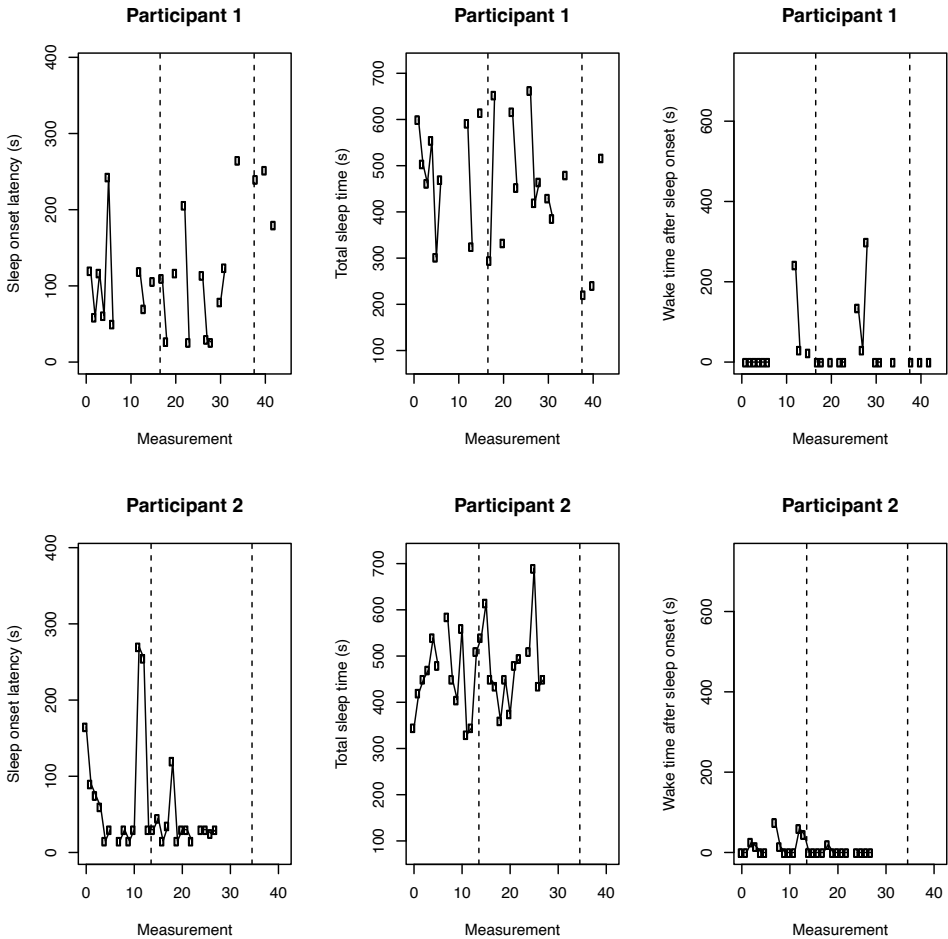 Participant 1
Sleep onset latency (s)
400
300
200
100
0
0 10 20 30 40
Measurement
Participant 1
Total sleep time (s)
700
600
500
400
300
200
100
0 10 20 30 40
Measurement
Participant 1
Wake time after sleep onset (s)
600
400
200
0
0 10 20 30 40
Measurement
Participant 2
Sleep onset latency (s)
400
300
200
100
0
0 10 20 30 40
Measurement
Participant 2
Total sleep time (s)
700
600
500
400
300
200
100
0 10 20 30 40
Measurement
Participant 2
Wake time after sleep onset (s)
600
400
200
0
0 10 20 30 40
Measurement